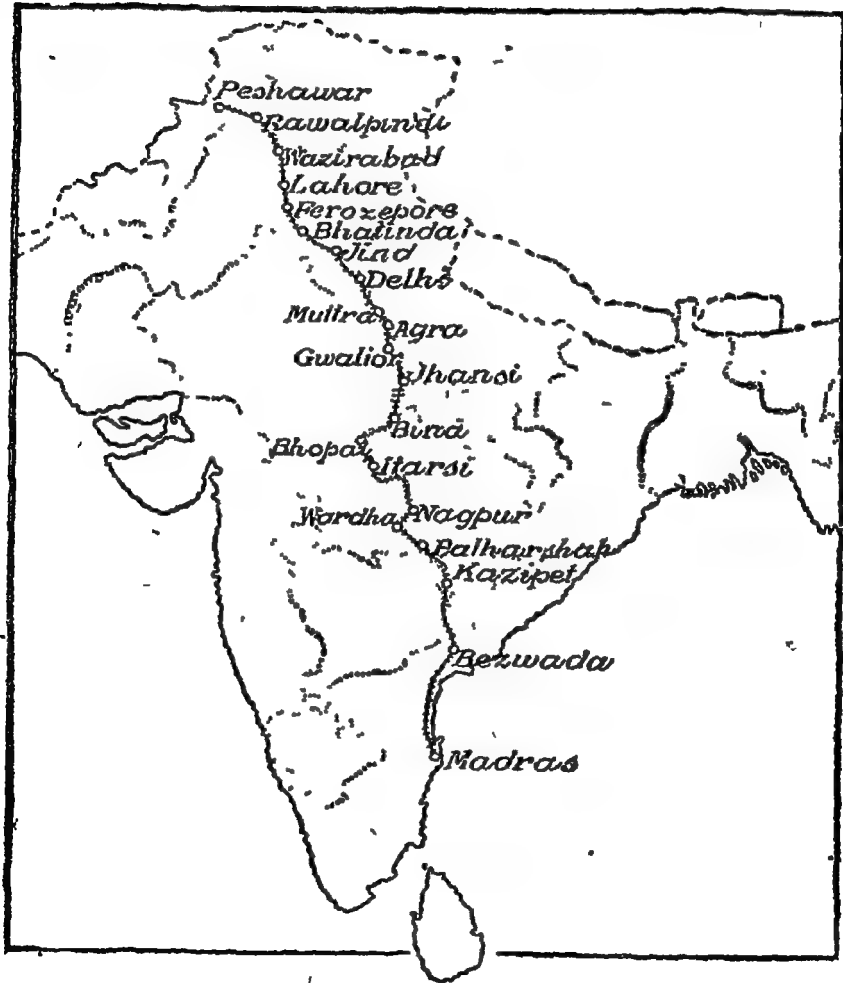 Peshawar
Rawalpindi
Wazirabad
Lahore
Ferozepore
Bhatinda
Jind
Delhi
Muttra
Agra
Gwalior
Jhansi
Bina
Bhopal
Itarsi
Nagpur
Wardha
Balharshah
Kazipet
Bezwada
Madras